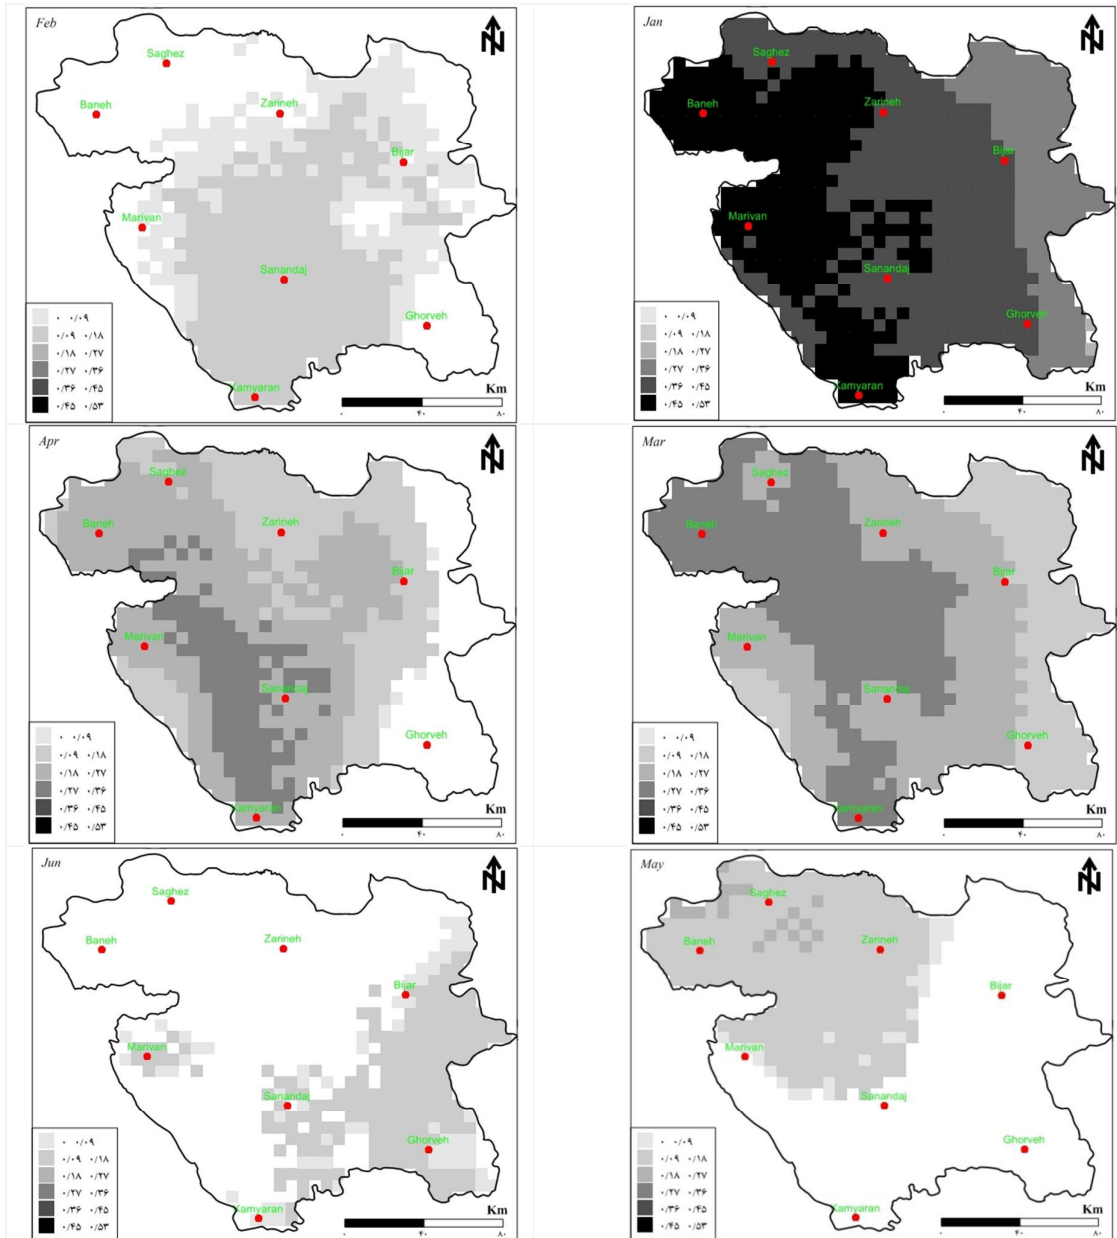 Feb
N
Saghez
Baneh
Zarineh
Bijar
Marivan
Sanandaj
Ghorveh
Kamyaran
۰ ۰/۰۹
۰/۰۹ ۰/۱۸
۰/۱۸ ۰/۲۷
۰/۲۷ ۰/۳۶
۰/۳۶ ۰/۴۵
۰/۴۵ ۰/۵۳
Km
۰ ۴۰ ۸۰
Jan
N
Saghez
Baneh
Zarineh
Bijar
Marivan
Sanandaj
Ghorveh
Kamyaran
۰ ۰/۰۹
۰/۰۹ ۰/۱۸
۰/۱۸ ۰/۲۷
۰/۲۷ ۰/۳۶
۰/۳۶ ۰/۴۵
۰/۴۵ ۰/۵۳
Km
۰ ۴۰ ۸۰
Apr
N
Saghez
Baneh
Zarineh
Bijar
Marivan
Sanandaj
Ghorveh
Kamyaran
۰ ۰/۰۹
۰/۰۹ ۰/۱۸
۰/۱۸ ۰/۲۷
۰/۲۷ ۰/۳۶
۰/۳۶ ۰/۴۵
۰/۴۵ ۰/۵۳
Km
۰ ۴۰ ۸۰
Mar
N
Saghez
Baneh
Zarineh
Bijar
Marivan
Sanandaj
Ghorveh
Kamyaran
۰ ۰/۰۹
۰/۰۹ ۰/۱۸
۰/۱۸ ۰/۲۷
۰/۲۷ ۰/۳۶
۰/۳۶ ۰/۴۵
۰/۴۵ ۰/۵۳
Km
۰ ۴۰ ۸۰
Jun
N
Saghez
Baneh
Zarineh
Bijar
Marivan
Sanandaj
Ghorveh
Kamyaran
۰ ۰/۰۹
۰/۰۹ ۰/۱۸
۰/۱۸ ۰/۲۷
۰/۲۷ ۰/۳۶
۰/۳۶ ۰/۴۵
۰/۴۵ ۰/۵۳
Km
۰ ۴۰ ۸۰
May
N
Saghez
Baneh
Zarineh
Bijar
Marivan
Sanandaj
Ghorveh
Kamyaran
۰ ۰/۰۹
۰/۰۹ ۰/۱۸
۰/۱۸ ۰/۲۷
۰/۲۷ ۰/۳۶
۰/۳۶ ۰/۴۵
۰/۴۵ ۰/۵۳
Km
۰ ۴۰ ۸۰